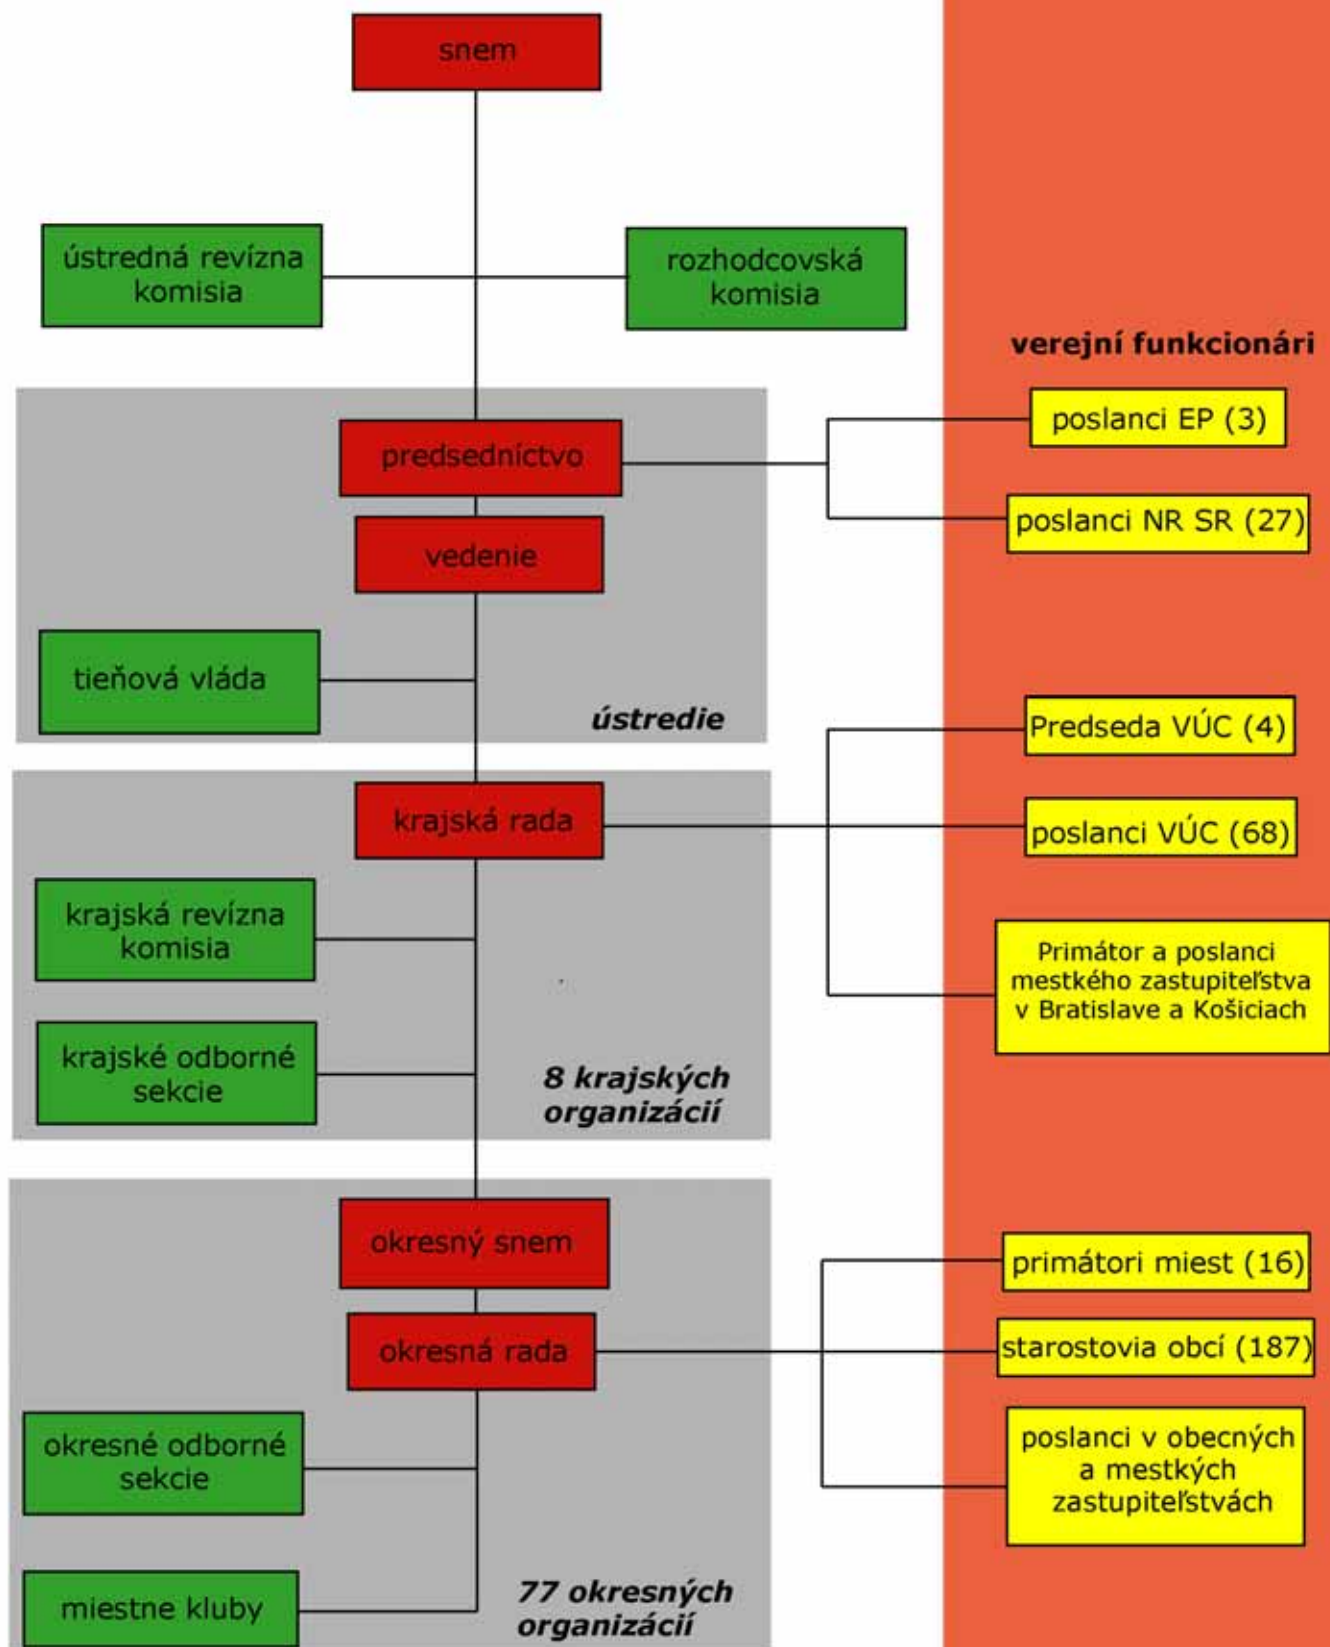 snem
ústredná revízna
komisia
rozhodcovská
komisia
verejní funkcionári
predsedníctvo
poslanci EP (3)
poslanci NR SR (27)
vedenie
tieňová vláda
ústredie
krajská rada
Predseda VÚC (4)
poslanci VÚC (68)
Primátor a poslanci
mestkého zastupiteľstva
v Bratislave a Košiciach
krajská revízna
komisia
krajské odborné
sekcie
8 krajských
organizácií
okresný snem
okresná rada
primátori miest (16)
starostovia obcí (187)
poslanci v obecných
a mestkých
zastupiteľstvách
okresné odborné
sekcie
miestne kluby
77 okresných
organizácií